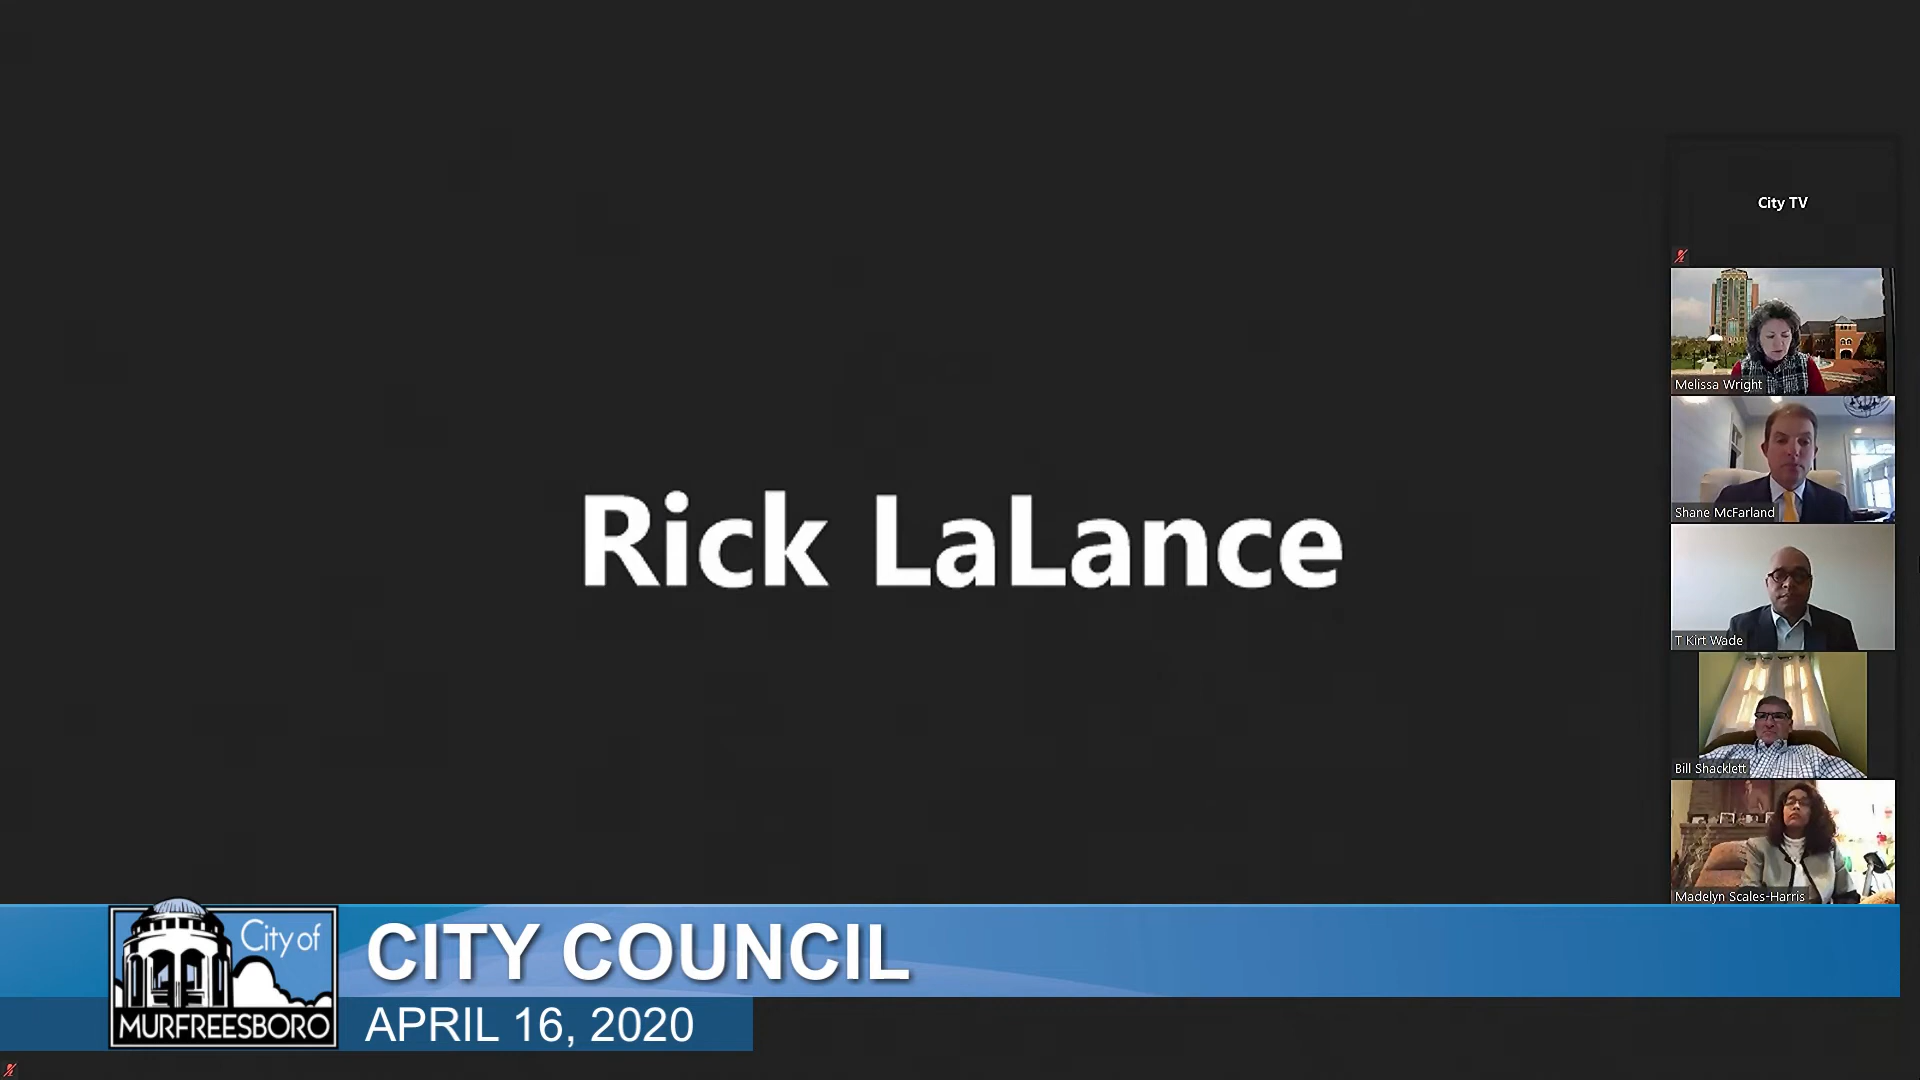 City TV
Melissa Wright
Shane McFarland
Rick LaLance
T Kirt Wade
Bill Shacklett
Madelyn Scales-Harris
City of
MURFREESBORO
CITY COUNCIL
APRIL 16, 2020